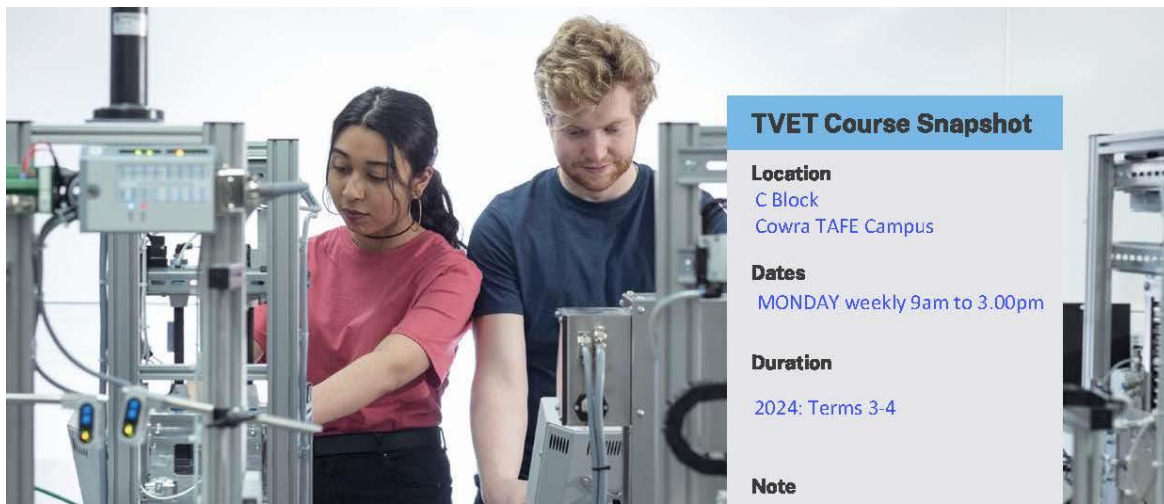 TVET Course Snapshot
Location
C Block
Cowra TAFE Campus
Dates
MONDAY weekly 9am to 3.00pm
Duration
2024: Terms 3-4
Note